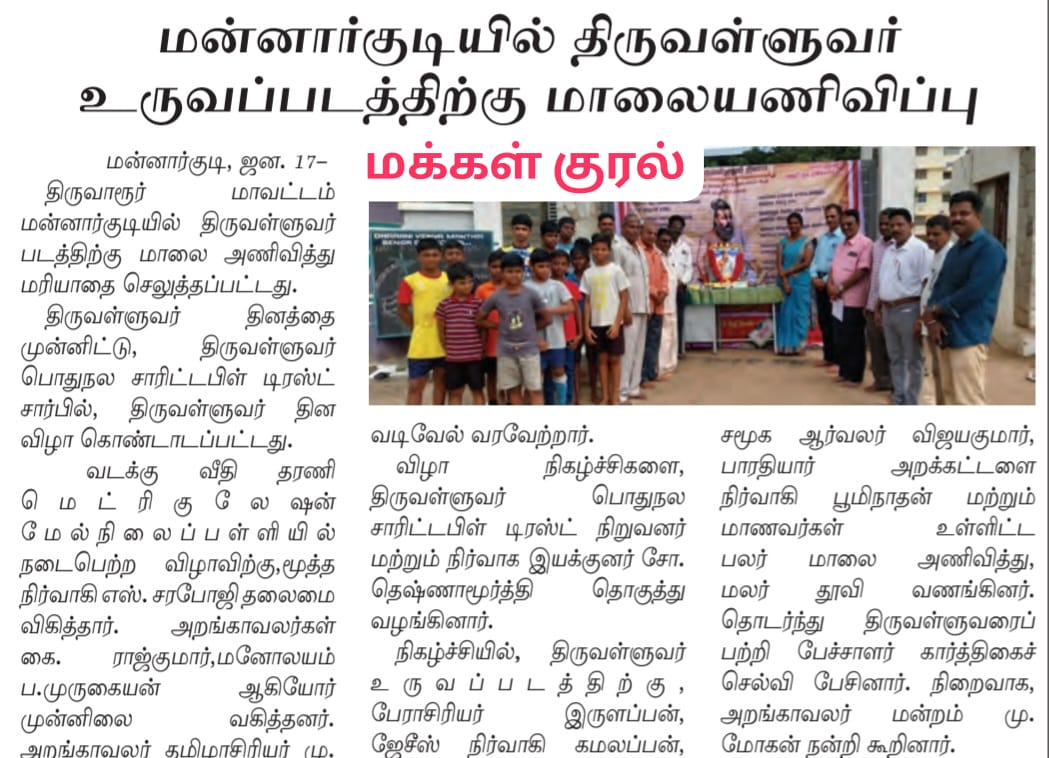 மன்னார்குடியில் திருவள்ளுவர்
உருவப்படத்திற்கு மாலையணிவிப்பு
மக்கள் குரல்
மன்னார்குடி, ஜன. 17–
திருவாரூர் மாவட்டம்
மன்னார்குடியில் திருவள்ளுவர்
படத்திற்கு மாலை அணிவித்து
மரியாதை செலுத்தப்பட்டது.
திருவள்ளுவர் தினத்தை
முன்னிட்டு, திருவள்ளுவர்
பொதுநல சாரிட்டபிள் டிரஸ்ட்
சார்பில், திருவள்ளுவர் தின
விழா கொண்டாடப்பட்டது.
வடக்கு வீதி தரணி
மெட்ரிகுலேஷன்
மேல்நிலைப்பள்ளியில்
நடைபெற்ற விழாவிற்கு,மூத்த
நிர்வாகி எஸ். சரபோஜி தலைமை
விகித்தார். அறங்காவலர்கள்
கை. ராஜ்குமார்,மனோலயம்
ப.முருகையன் ஆகியோர்
முன்னிலை வகித்தனர்.
அறங்காவலர் தமிழாசிரியர் மு.
வடிவேல் வரவேற்றார்.
விழா நிகழ்ச்சிகளை,
திருவள்ளுவர் பொதுநல
சாரிட்டபிள் டிரஸ்ட் நிறுவனர்
மற்றும் நிர்வாக இயக்குனர் சோ.
தெஷ்ணாமூர்த்தி தொகுத்து
வழங்கினார்.
நிகழ்ச்சியில், திருவள்ளுவர்
உருவப்படத்திற்கு,
பேராசிரியர் இருளப்பன்,
ஜேசீஸ் நிர்வாகி கமலப்பன்,
சமூக ஆர்வலர் விஜயகுமார்,
பாரதியார் அறக்கட்டளை
நிர்வாகி பூமிநாதன் மற்றும்
மாணவர்கள் உள்ளிட்ட
பலர் மாலை அணிவித்து,
மலர் தூவி வணங்கினர்.
தொடர்ந்து திருவள்ளுவரைப்
பற்றி பேச்சாளர் கார்த்திகைச்
செல்வி பேசினார். நிறைவாக,
அறங்காவலர் மன்றம் மு.
மோகன் நன்றி கூறினார்.